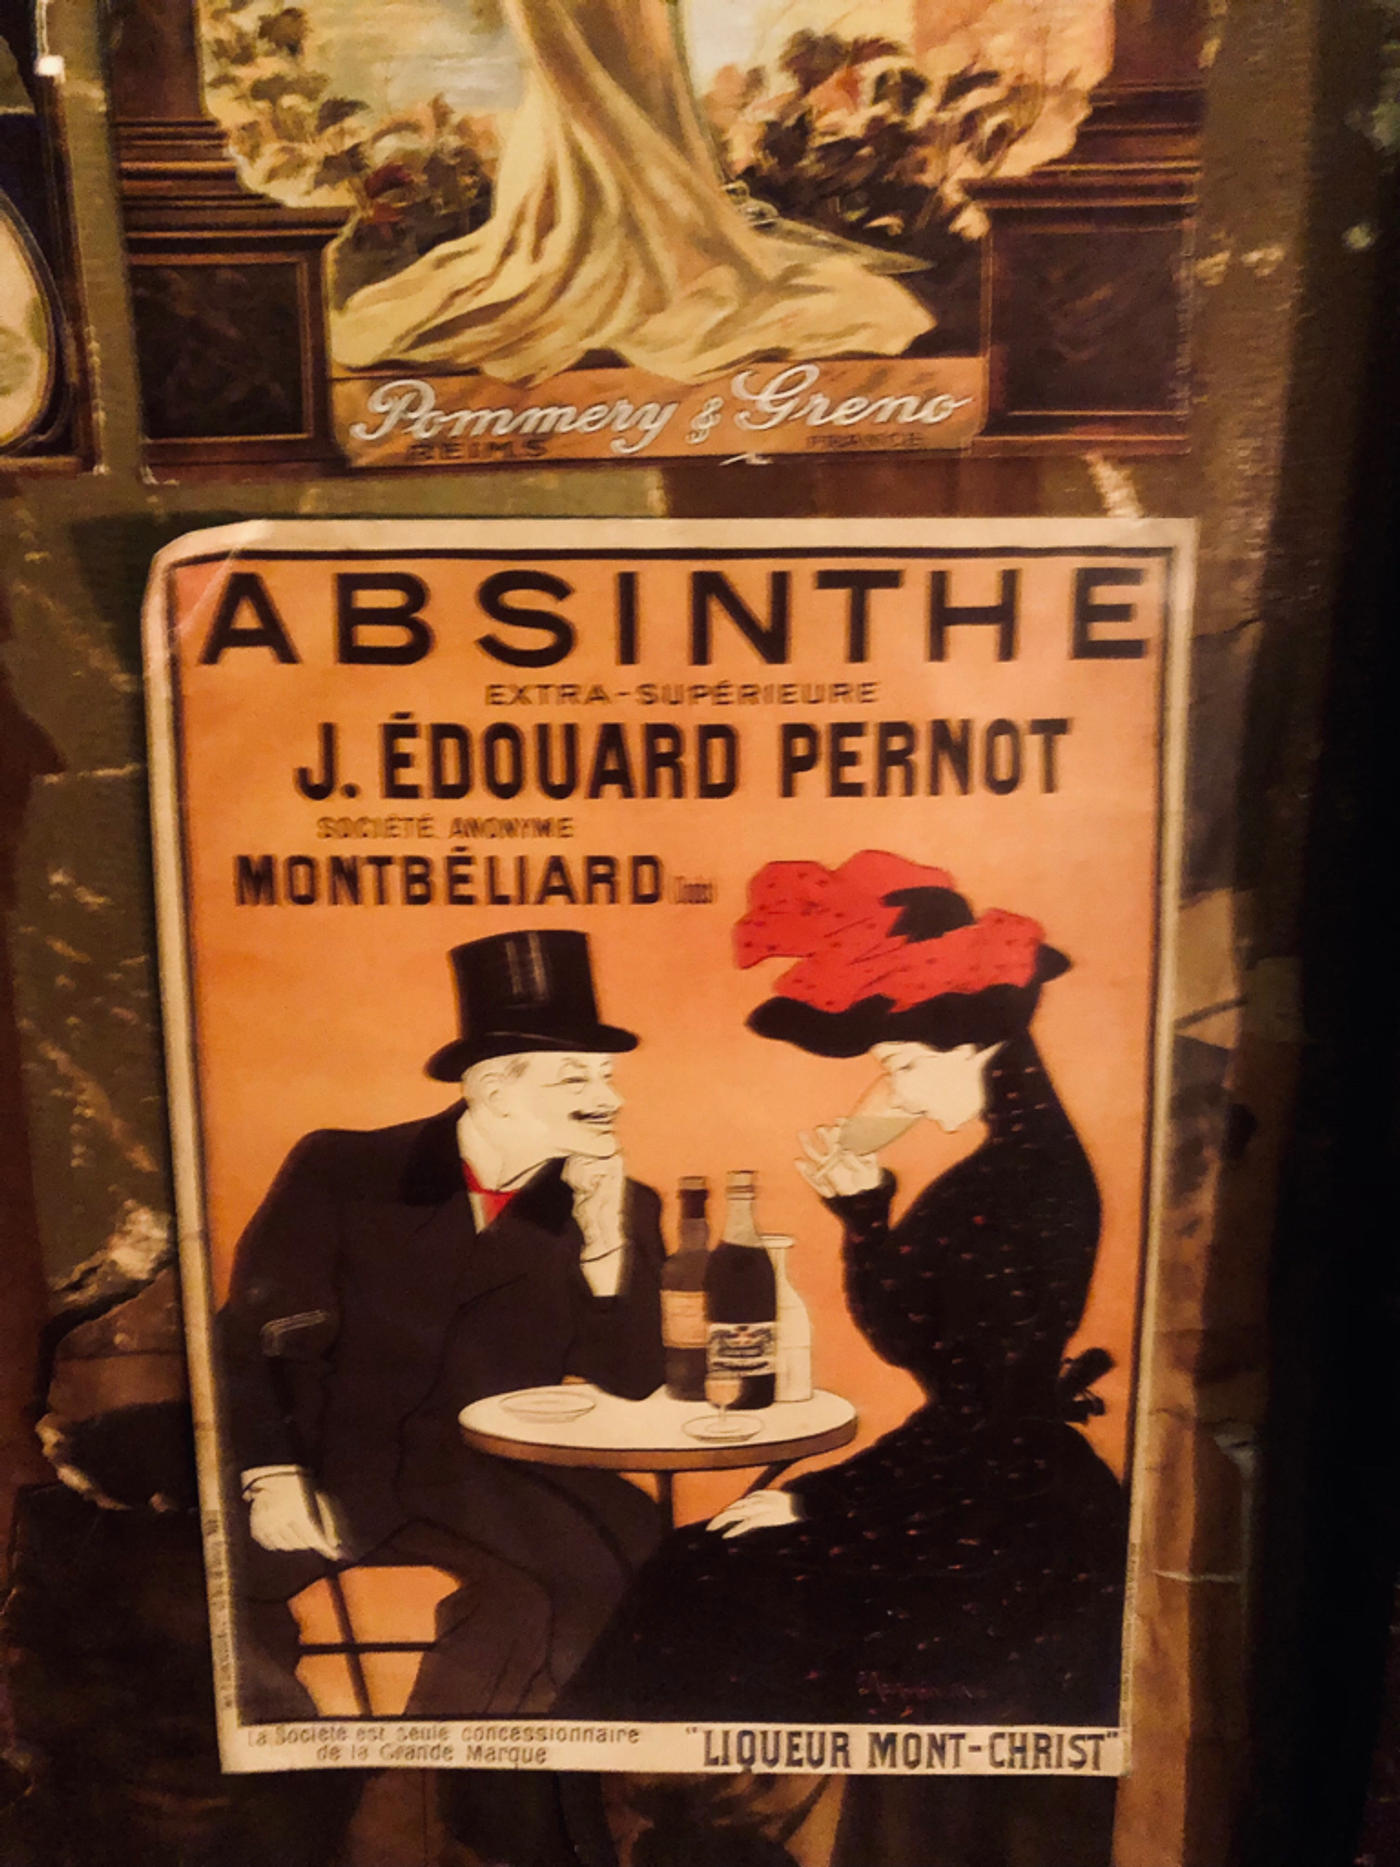 Pommery & Greno
REIMS FRANCE
ABSINTHE
EXTRA-SUPÉRIEURE
J. ÉDOUARD PERNOT
SOCIÉTÉ ANONYME
MONTBÉLIARD (Doubs)
La Société est seule concessionnaire
de la Grande Marque
"LIQUEUR MONT-CHRIST"